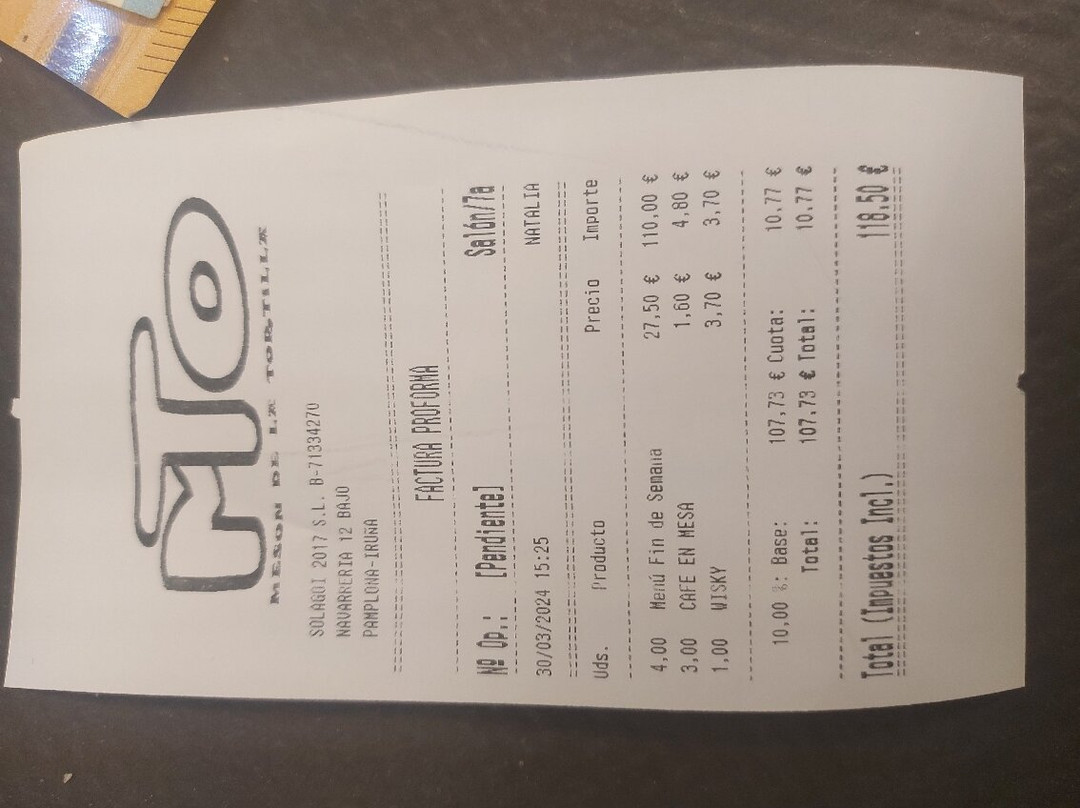 MTO
MESON DE LA TORTILLA
SOLAGOI 2017 S.L. B-71334270
NAVARRERIA 12 BAJO
PAMPLONA-IRUÑA
FACTURA PROFORMA
Nº Op.: [Pendiente] Salón/7a
30/03/2024 15:25 NATALIA
Uds. Producto Precio Importe
4,00 Menú Fin de Semana 27,50 € 110,00 €
3,00 CAFE EN MESA 1,60 € 4,80 €
1,00 WISKY 3,70 € 3,70 €
10,00 %: Base: 107,73 € Cuota: 10,77 €
Total: 107,73 € Total: 10,77 €
Total (Impuestos Incl.) 118,50 €